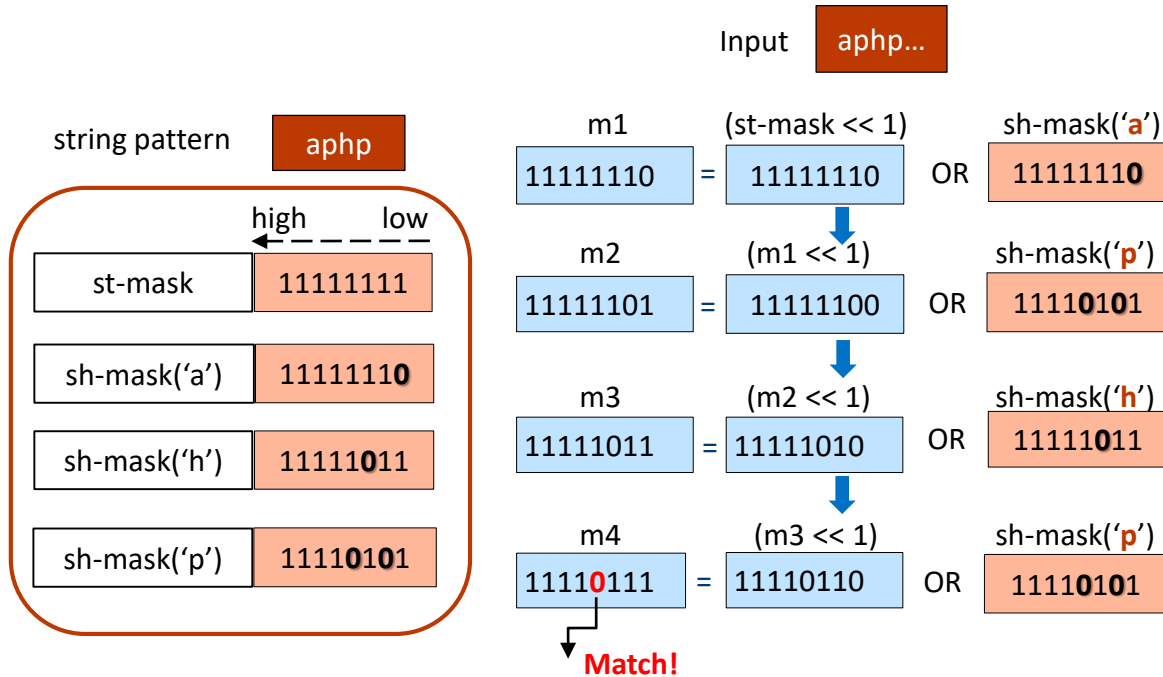 Input aphp...
string pattern aphp
high low
st-mask 11111111
sh-mask(‘a’) 11111110
sh-mask(‘h’) 11111011
sh-mask(‘p’) 11110101
m1 (st-mask << 1) sh-mask(‘a’)
11111110 = 11111110 OR 11111110
m2 (m1 << 1) sh-mask(‘p’)
11111101 = 11111100 OR 11110101
m3 (m2 << 1) sh-mask(‘h’)
11111011 = 11111010 OR 11111011
m4 (m3 << 1) sh-mask(‘p’)
11110111 = 11110110 OR 11110101
Match!